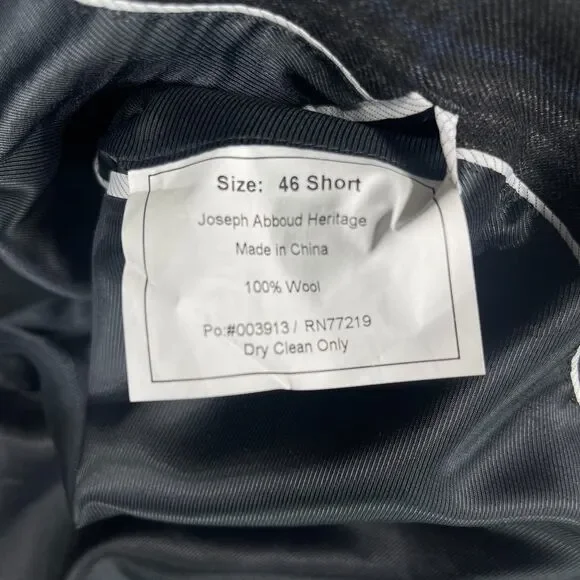 Size: 46 Short
Joseph Abboud Heritage
Made in China
100% Wool
Po:#003913 / RN77219
Dry Clean Only